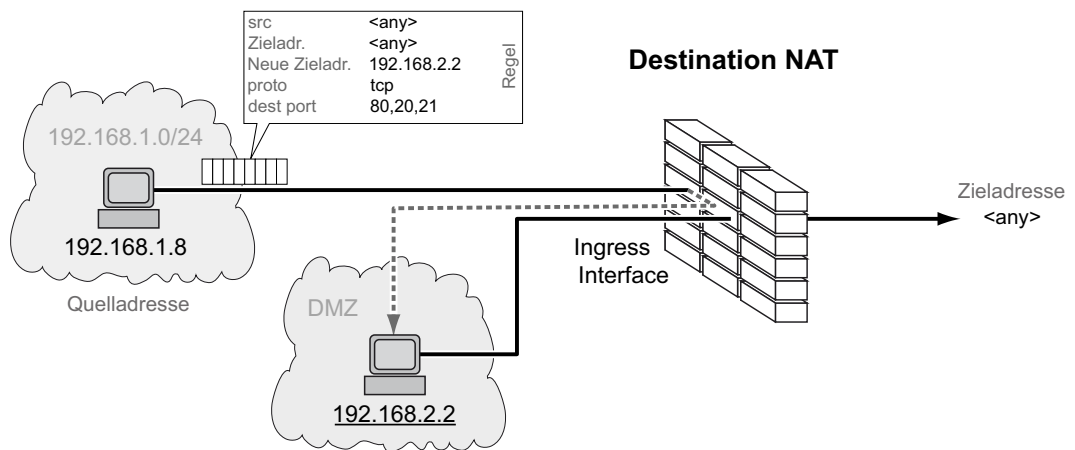 src <any>
Zieladr. <any>
Neue Zieladr. 192.168.2.2
proto tcp
dest port 80,20,21
Regel
Destination NAT
192.168.1.0/24
192.168.1.8
Quelladresse
Zieladresse
<any>
Ingress
Interface
DMZ
192.168.2.2